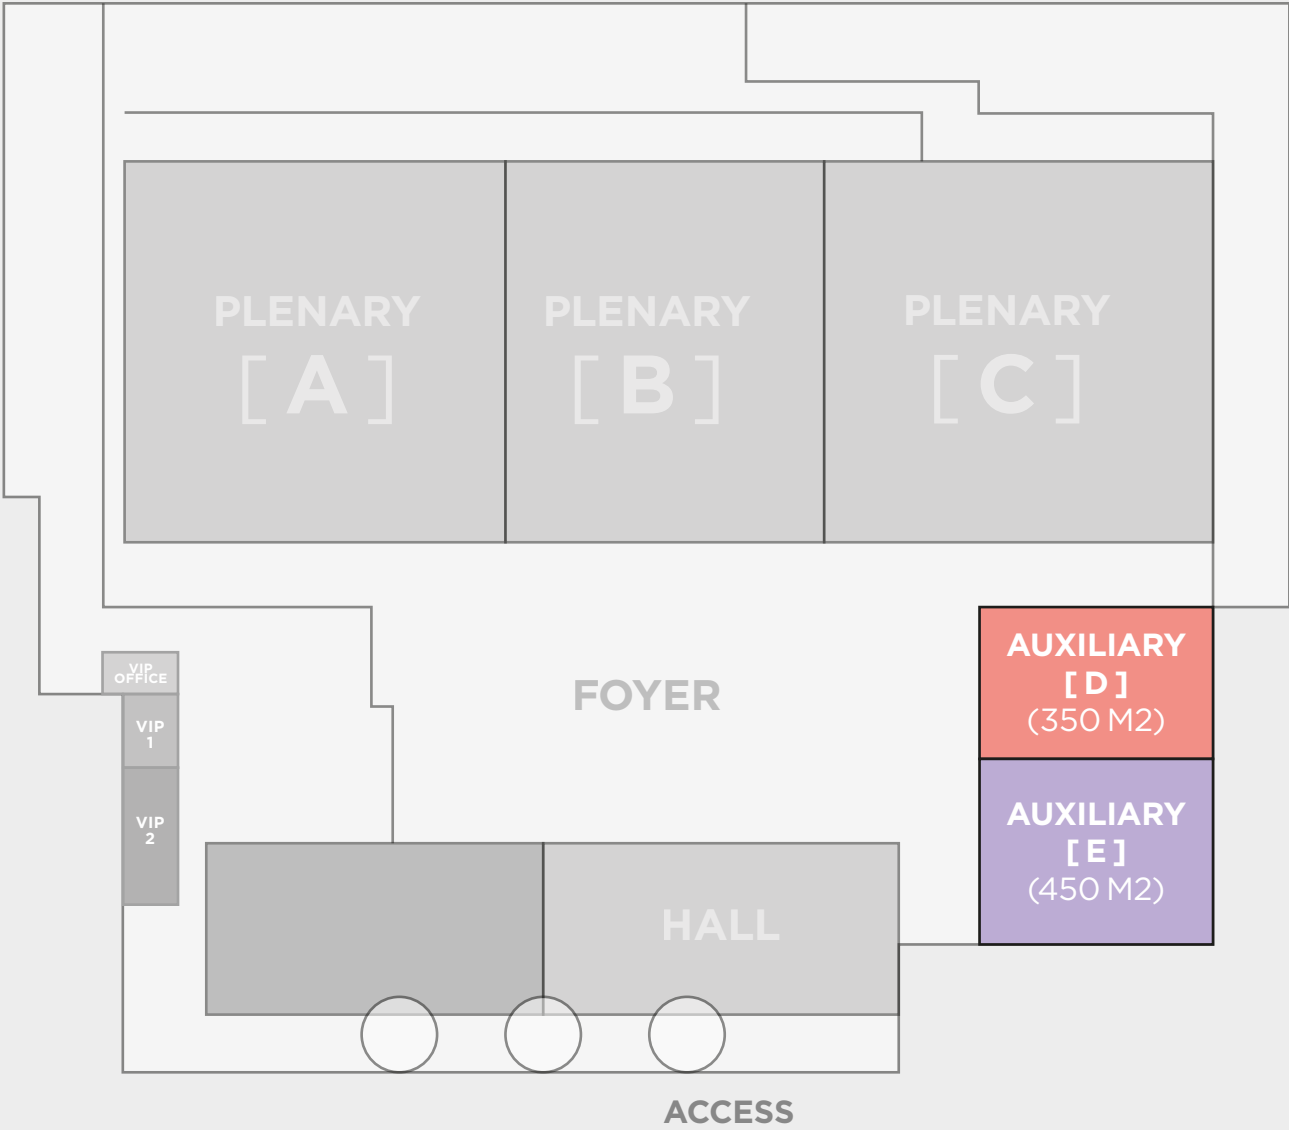 PLENARY
[ A ]
PLENARY
[ B ]
PLENARY
[ C ]
AUXILIARY
[ D ]
(350 M2)
VIP
OFFICE
FOYER
VIP
1
AUXILIARY
[ E ]
(450 M2)
VIP
2
HALL
ACCESS